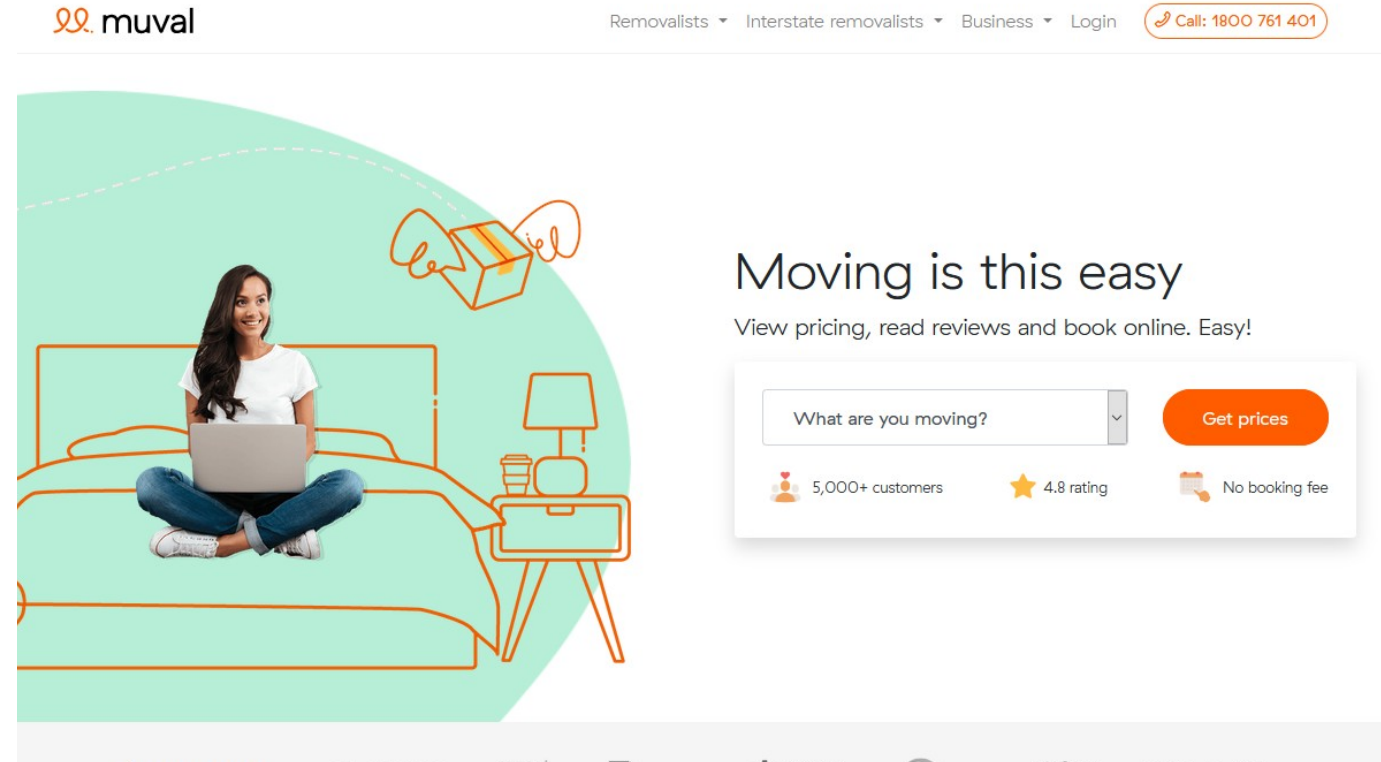 muval
Removalists Interstate removalists Business Login Call: 1800 761 401
Moving is this easy
View pricing, read reviews and book online. Easy!
What are you moving? Get prices
5,000+ customers 4.8 rating No booking fee